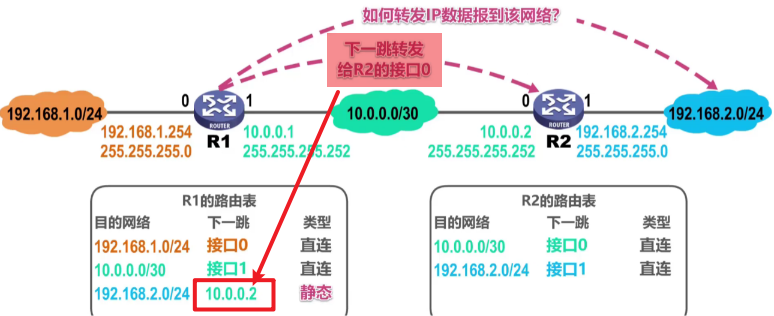 如何转发IP数据报到该网络？
下一跳转发
给R2的接口0
0
1
0
1
192.168.1.0/24
ROUTER
10.0.0.0/30
ROUTER
192.168.2.0/24
192.168.1.254
255.255.255.0
R1
10.0.0.1
255.255.255.252
10.0.0.2
255.255.255.252
R2
192.168.2.254
255.255.255.0
R1的路由表
目的网络 下一跳 类型
192.168.1.0/24 接口0 直连
10.0.0.0/30 接口1 直连
192.168.2.0/24 10.0.0.2 静态
R2的路由表
目的网络 下一跳 类型
10.0.0.0/30 接口0 直连
192.168.2.0/24 接口1 直连